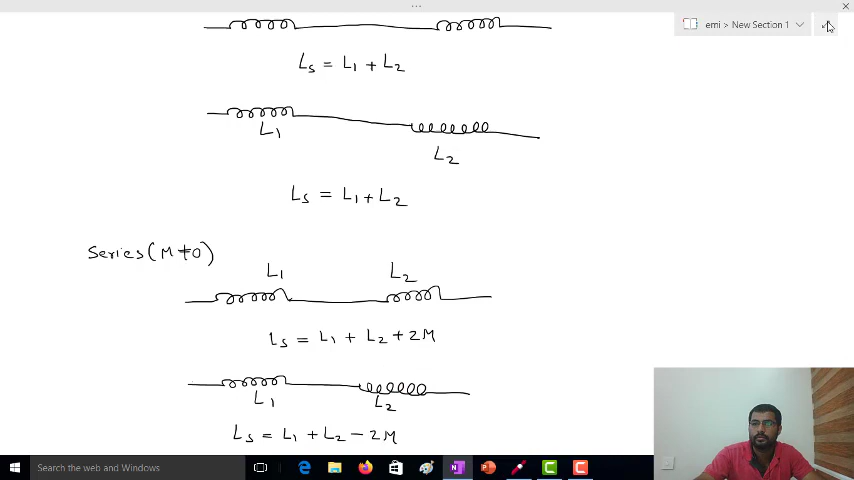 emi > New Section 1
Ls = L1 + L2
L1
L2
Ls = L1 + L2
Series (M ≠ 0)
L1 L2
Ls = L1 + L2 + 2M
L1 L2
Ls = L1 + L2 - 2M
Search the web and Windows